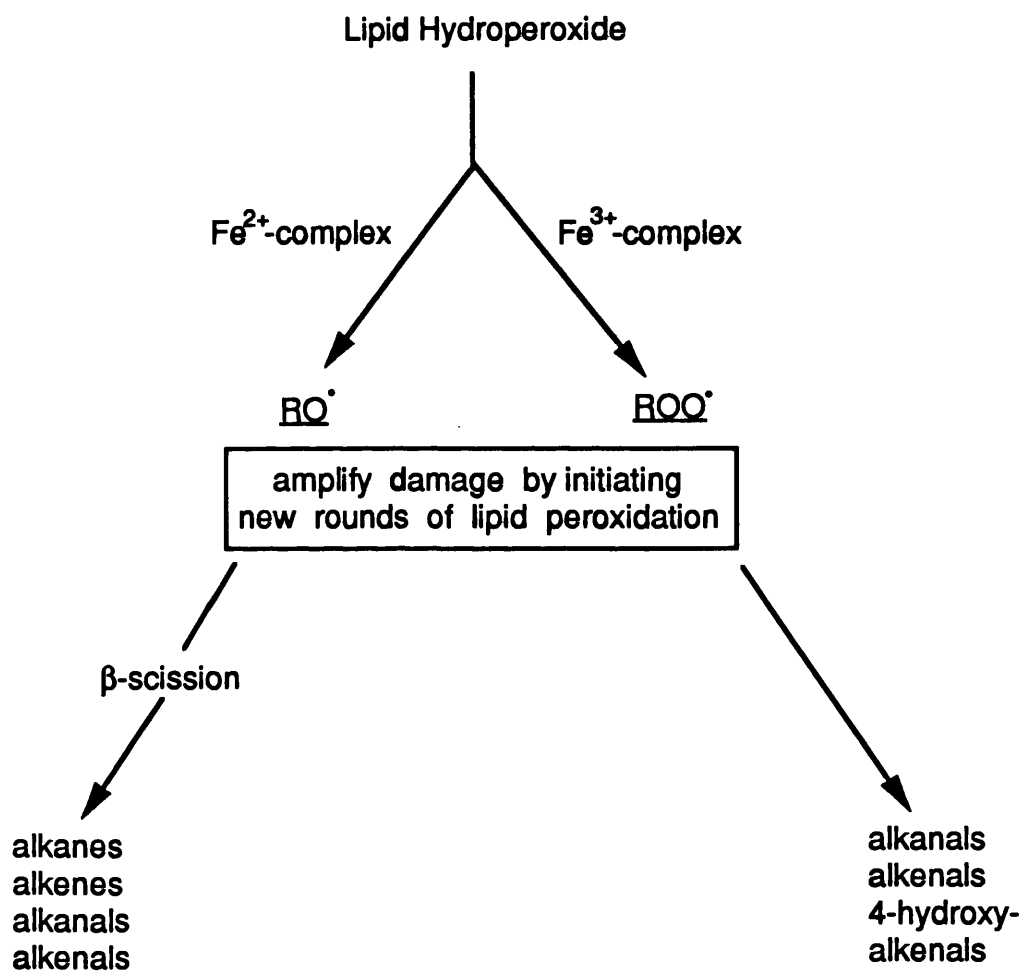 Lipid Hydroperoxide
Fe²⁺-complex
Fe³⁺-complex
RO˙
ROO˙
amplify damage by initiating
new rounds of lipid peroxidation
β-scission
alkanes
alkenes
alkanals
alkenals
alkanals
alkenals
4-hydroxy-
alkenals